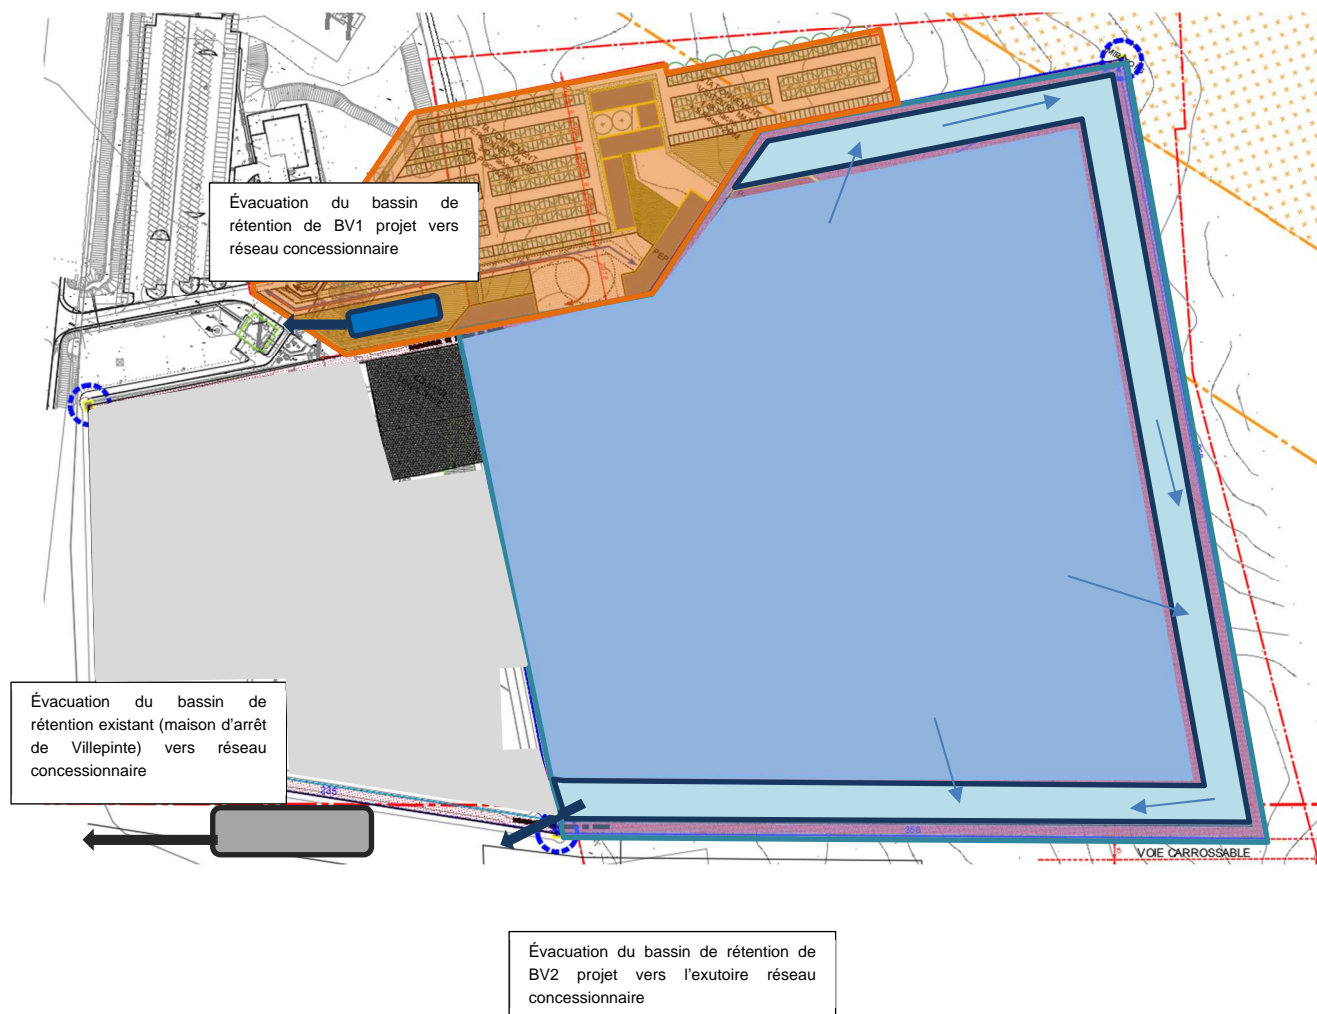 Évacuation du bassin de
rétention de BV1 projet vers
réseau concessionnaire
Évacuation du bassin de
rétention existant (maison d'arrêt
de Villepinte) vers réseau
concessionnaire
235
258
VOIE CARROSSABLE
Évacuation du bassin de rétention de
BV2 projet vers l'exutoire réseau
concessionnaire